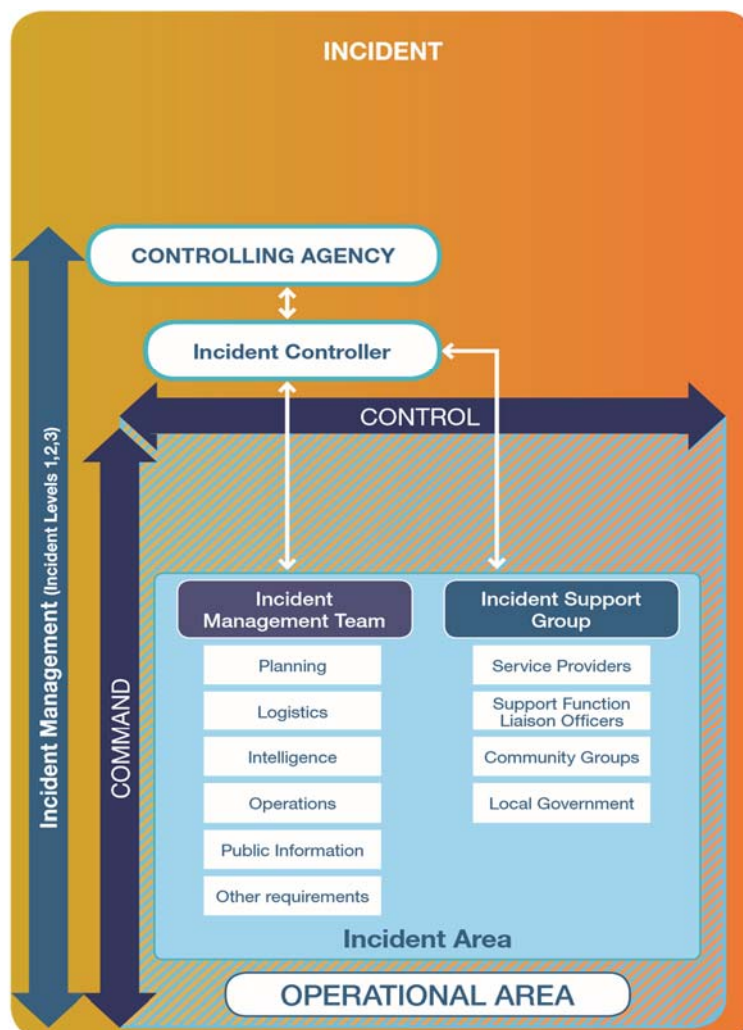 INCIDENT
CONTROLLING AGENCY
Incident Controller
CONTROL
Incident Management (Incident Levels 1,2,3)
COMMAND
Incident
Management Team
Planning
Logistics
Intelligence
Operations
Public Information
Other requirements
Incident Support
Group
Service Providers
Support Function
Liaison Officers
Community Groups
Local Government
Incident Area
OPERATIONAL AREA